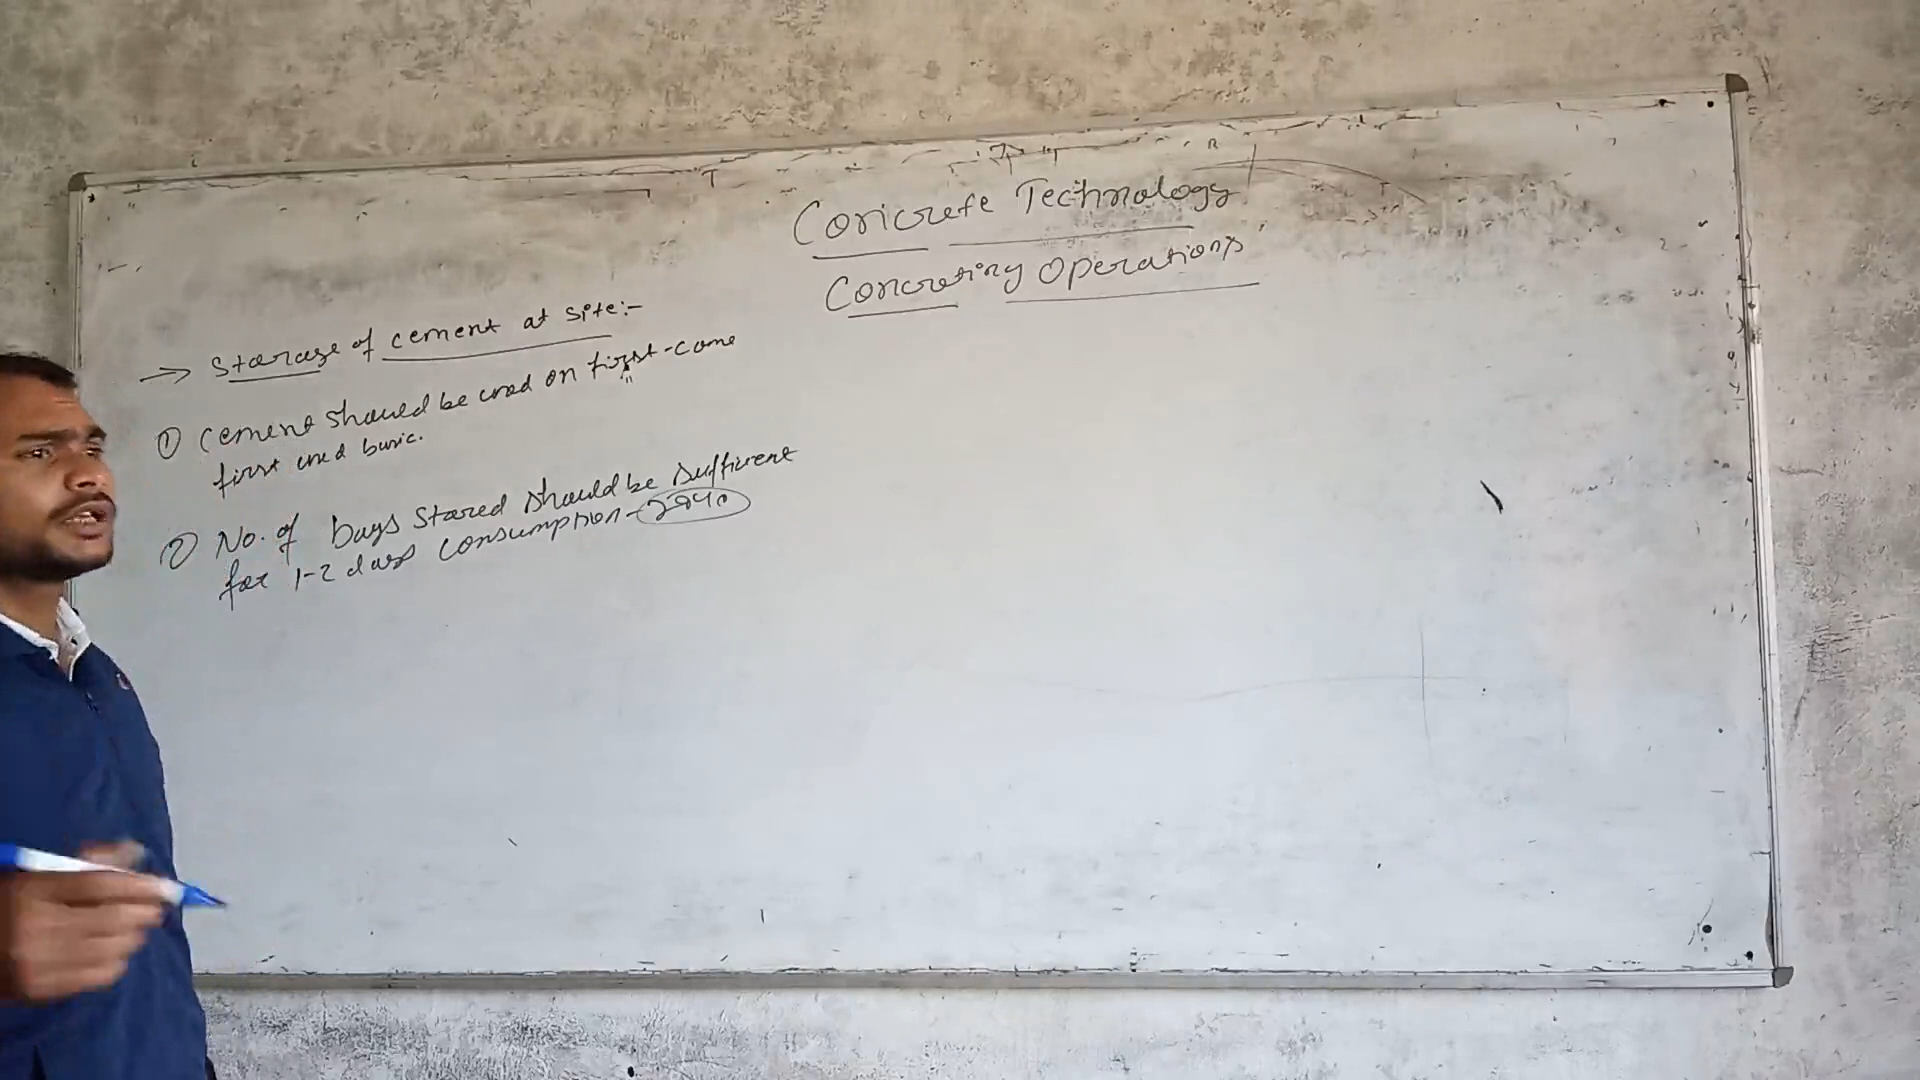 Concrete Technology
Concreting Operations
→ Storage of cement at site:-
① Cement should be used on first-come
first used basic.
② No. of bags stored should be sufficient
for 1-2 days consumption -